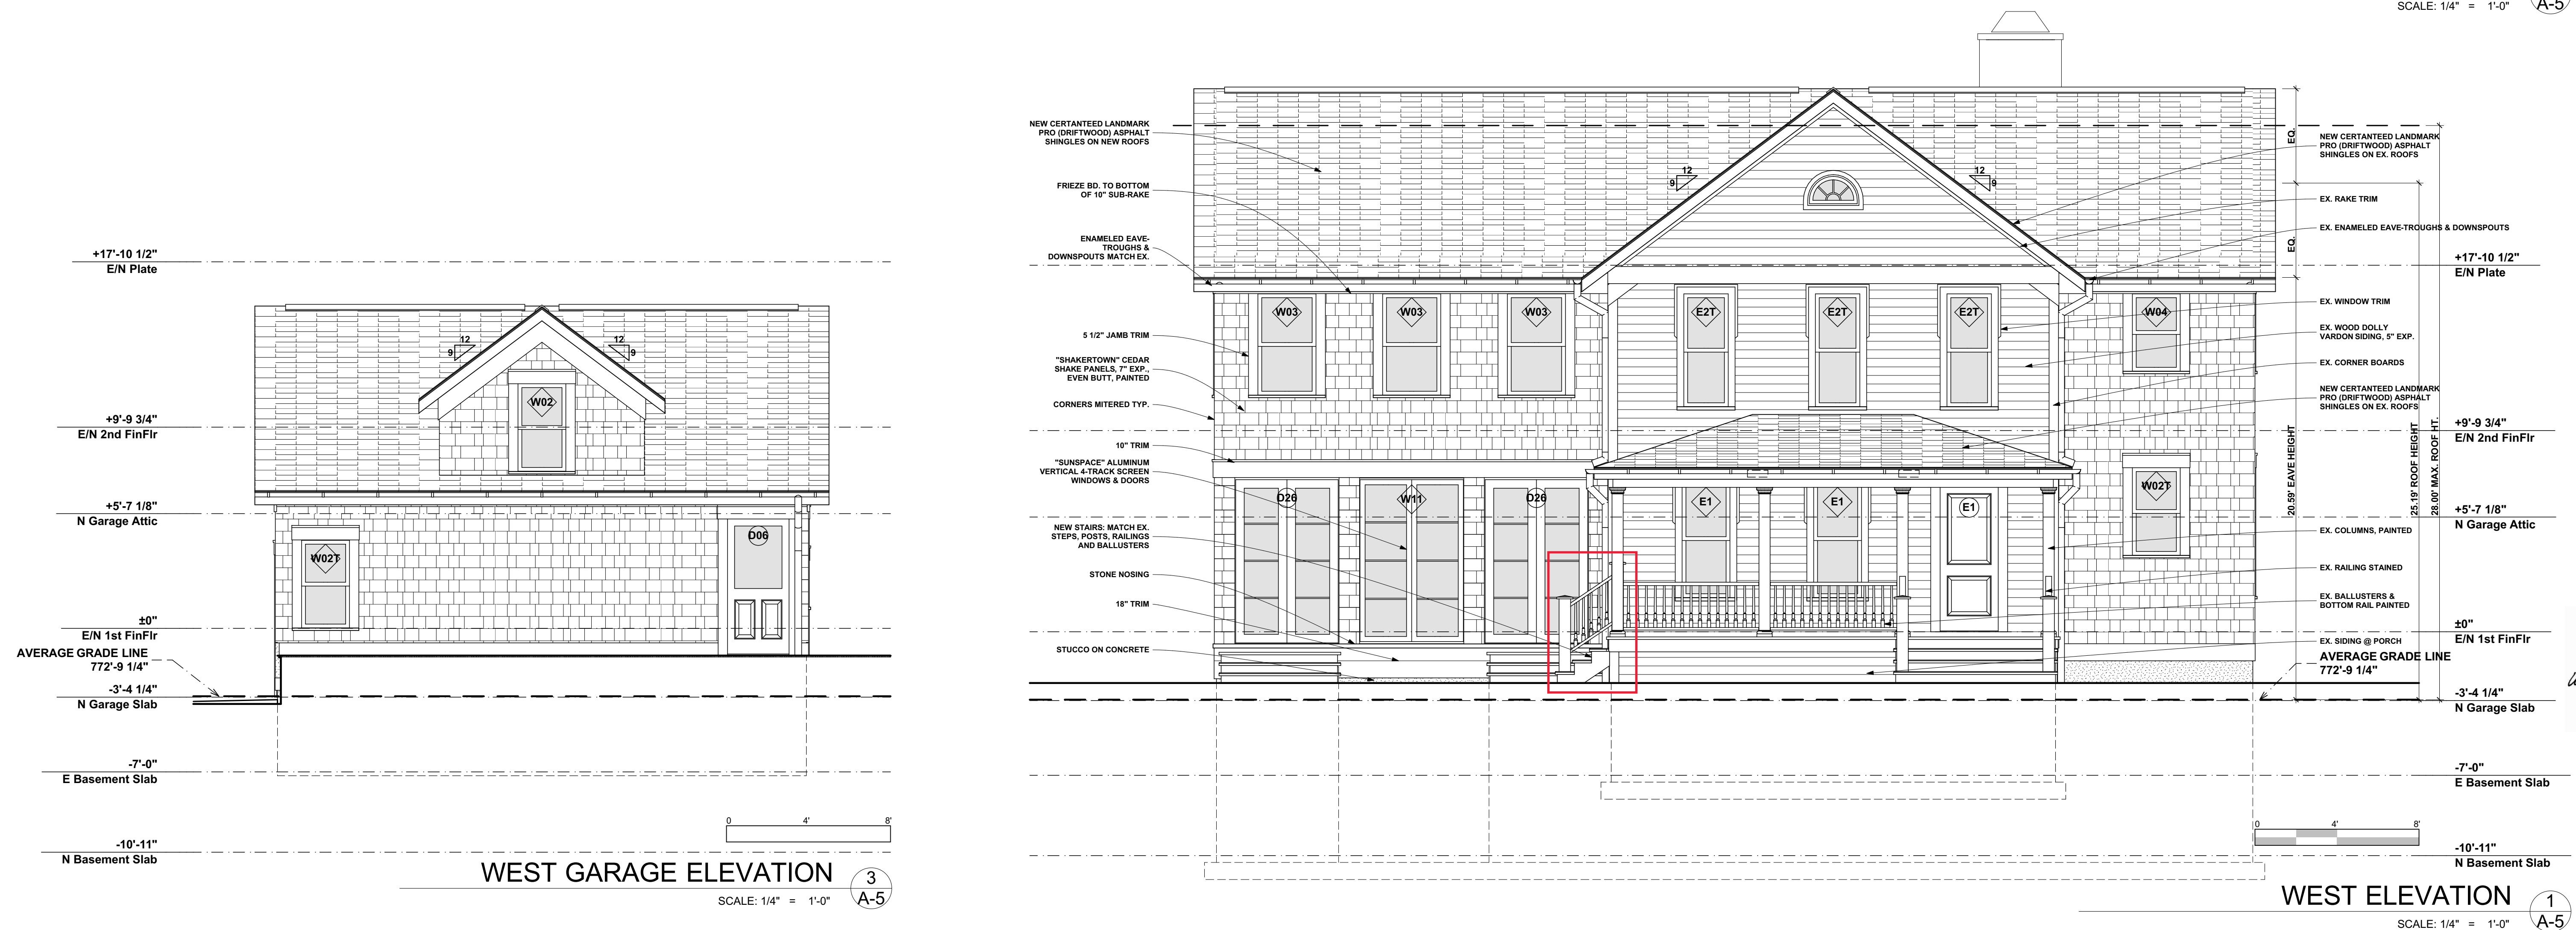 SCALE: 1/4" = 1'-0"
A-5
+17'-10 1/2"
E/N Plate
+9'-9 3/4"
E/N 2nd FinFlr
+5'-7 1/8"
N Garage Attic
±0"
E/N 1st FinFlr
AVERAGE GRADE LINE
772'-9 1/4"
-3'-4 1/4"
N Garage Slab
-7'-0"
E Basement Slab
-10'-11"
N Basement Slab
12
9
12
9
W02
W02T
D06
0 4' 8'
WEST GARAGE ELEVATION
3
A-5
SCALE: 1/4" = 1'-0"
NEW CERTANTEED LANDMARK
PRO (DRIFTWOOD) ASPHALT
SHINGLES ON NEW ROOFS
FRIEZE BD. TO BOTTOM
OF 10" SUB-RAKE
ENAMELED EAVE-
TROUGHS &
DOWNSPOUTS MATCH EX.
5 1/2" JAMB TRIM
"SHAKERTOWN" CEDAR
SHAKE PANELS, 7" EXP.,
EVEN BUTT, PAINTED
CORNERS MITERED TYP.
10" TRIM
"SUNSPACE" ALUMINUM
VERTICAL 4-TRACK SCREEN
WINDOWS & DOORS
NEW STAIRS: MATCH EX.
STEPS, POSTS, RAILINGS
AND BALLUSTERS
STONE NOSING
18" TRIM
STUCCO ON CONCRETE
12
9
12
9
W03 W03 W03 E2T E2T E2T W04
D26 W11 D26 E1 E1 E1 W02T
EQ.
EQ.
20.59' EAVE HEIGHT
25.19' ROOF HEIGHT
28.00' MAX. ROOF HT.
NEW CERTANTEED LANDMARK
PRO (DRIFTWOOD) ASPHALT
SHINGLES ON EX. ROOFS
EX. RAKE TRIM
EX. ENAMELED EAVE-TROUGHS & DOWNSPOUTS
EX. WINDOW TRIM
EX. WOOD DOLLY
VARDON SIDING, 5" EXP.
EX. CORNER BOARDS
NEW CERTANTEED LANDMARK
PRO (DRIFTWOOD) ASPHALT
SHINGLES ON EX. ROOFS
EX. COLUMNS, PAINTED
EX. RAILING STAINED
EX. BALLUSTERS &
BOTTOM RAIL PAINTED
EX. SIDING @ PORCH
AVERAGE GRADE LINE
772'-9 1/4"
+17'-10 1/2"
E/N Plate
+9'-9 3/4"
E/N 2nd FinFlr
+5'-7 1/8"
N Garage Attic
±0"
E/N 1st FinFlr
-3'-4 1/4"
N Garage Slab
-7'-0"
E Basement Slab
-10'-11"
N Basement Slab
0 4' 8'
WEST ELEVATION
1
A-5
SCALE: 1/4" = 1'-0"